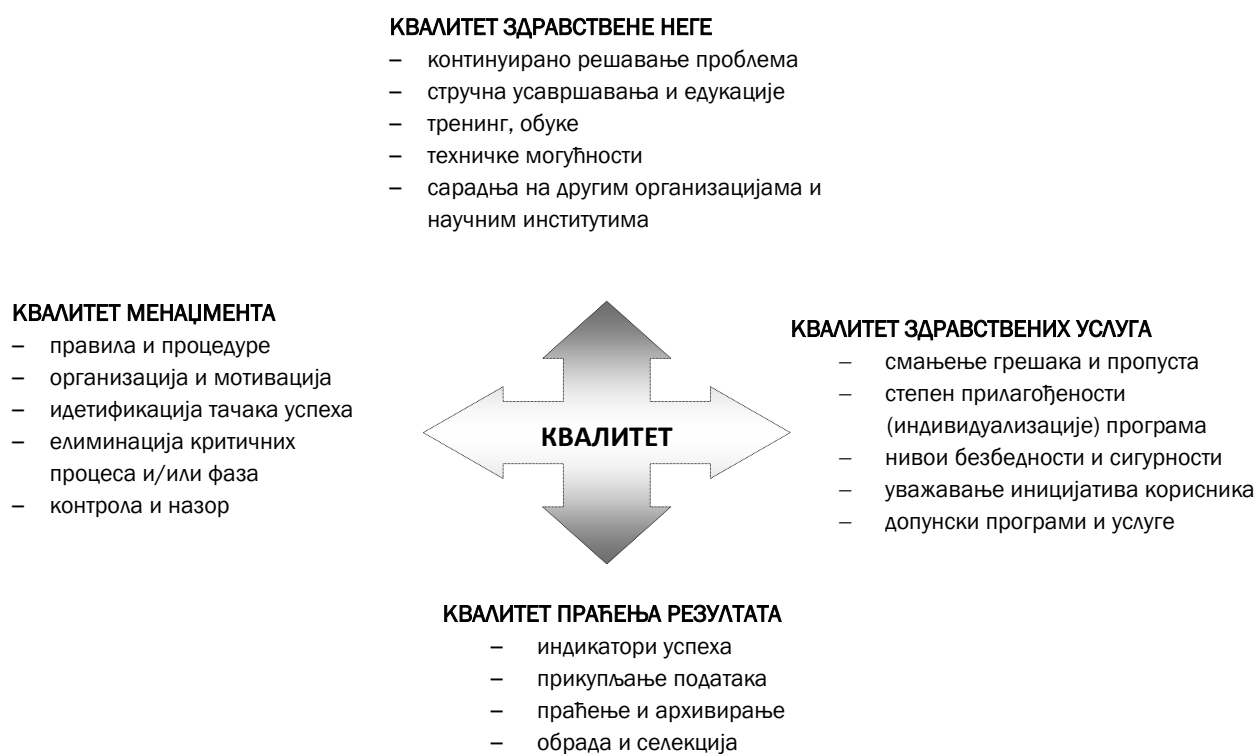 КВАЛИТЕТ ЗДРАВСТВЕНЕ НЕГЕ
– континуирано решавање проблема
– стручна усавршавања и едукације
– тренинг, обуке
– техничке могућности
– сарадња на другим организацијама и
научним институтима
КВАЛИТЕТ МЕНАЏМЕНТА
– правила и процедуре
– организација и мотивација
– идетификација тачака успеха
– елиминација критичних
процеса и/или фаза
– контрола и назор
КВАЛИТЕТ
КВАЛИТЕТ ЗДРАВСТВЕНИХ УСЛУГА
– смањење грешака и пропуста
– степен прилагођености
(индивидуализације) програма
– нивои безбедности и сигурности
– уважавање иницијатива корисника
– допунски програми и услуге
КВАЛИТЕТ ПРАЋЕЊА РЕЗУЛТАТА
– индикатори успеха
– прикупљање података
– праћење и архивирање
– обрада и селекција